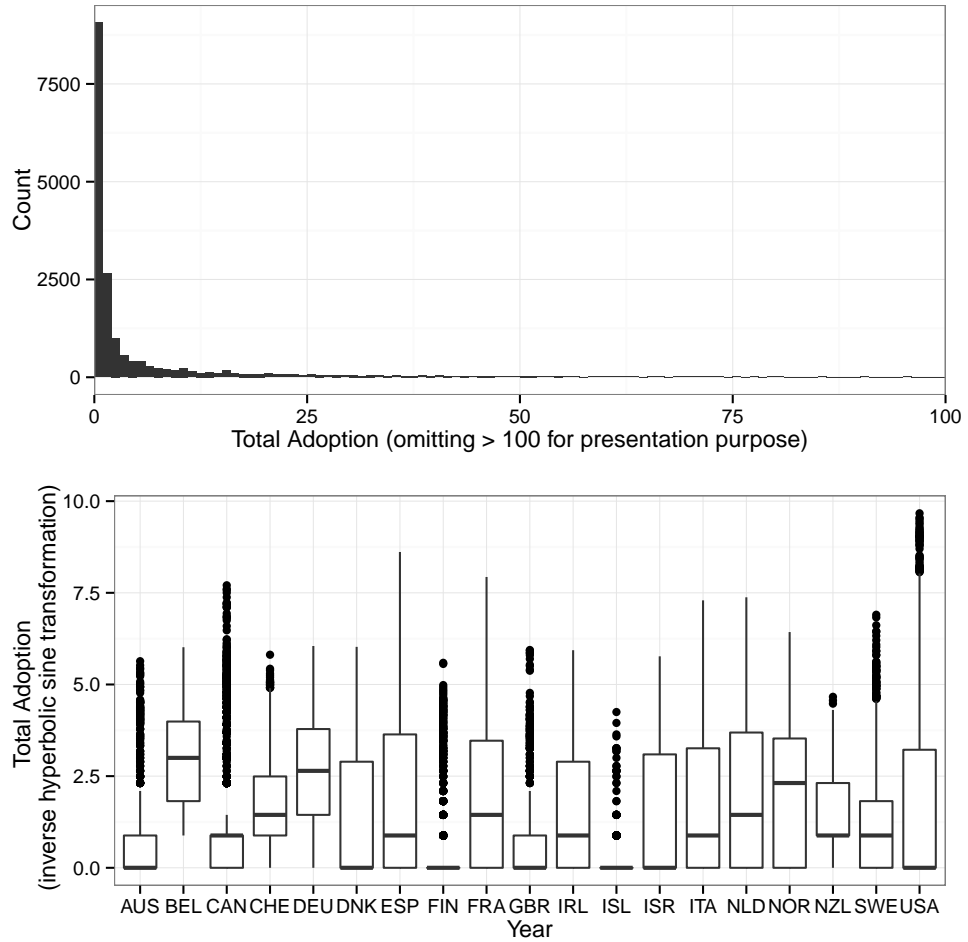 7500
5000
2500
0
Count
0 25 50 75 100
Total Adoption (omitting > 100 for presentation purpose)
10.0
7.5
5.0
2.5
0.0
Total Adoption
(inverse hyperbolic sine transformation)
AUS BEL CAN CHE DEU DNK ESP FIN FRA GBR IRL ISL ISR ITA NLD NOR NZL SWE USA
Year